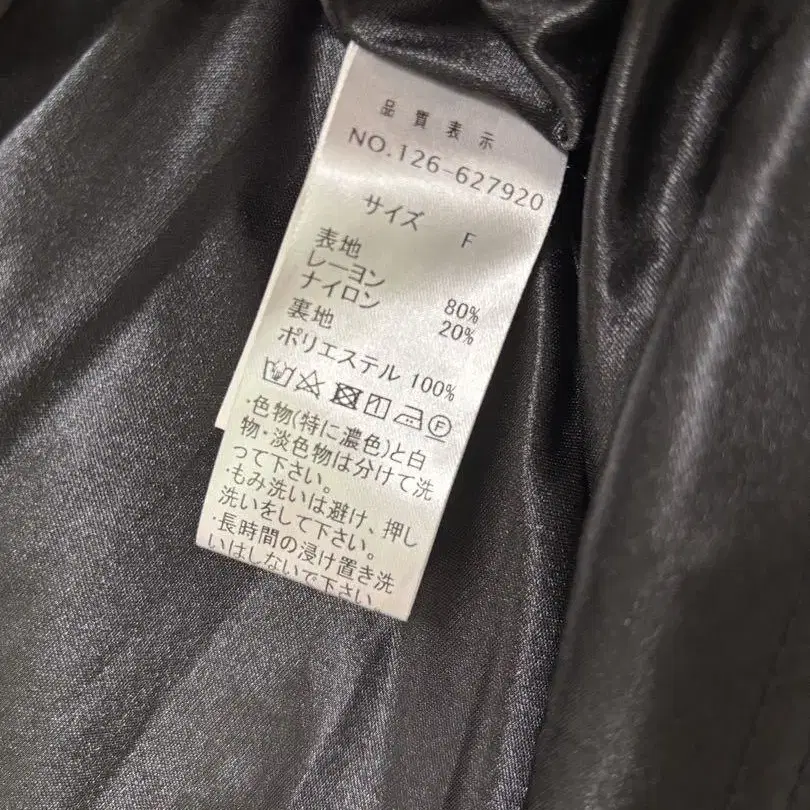 品質表示
NO.126-627920
サイズ F
表地
レーヨン 80%
ナイロン 20%
裏地
ポリエステル 100%
・色物(特に濃色)と白
物・淡色物は分けて洗
って下さい。
・もみ洗いは避け、押し
洗いをして下さい。
・長時間の浸け置き洗
いはしないで下さい